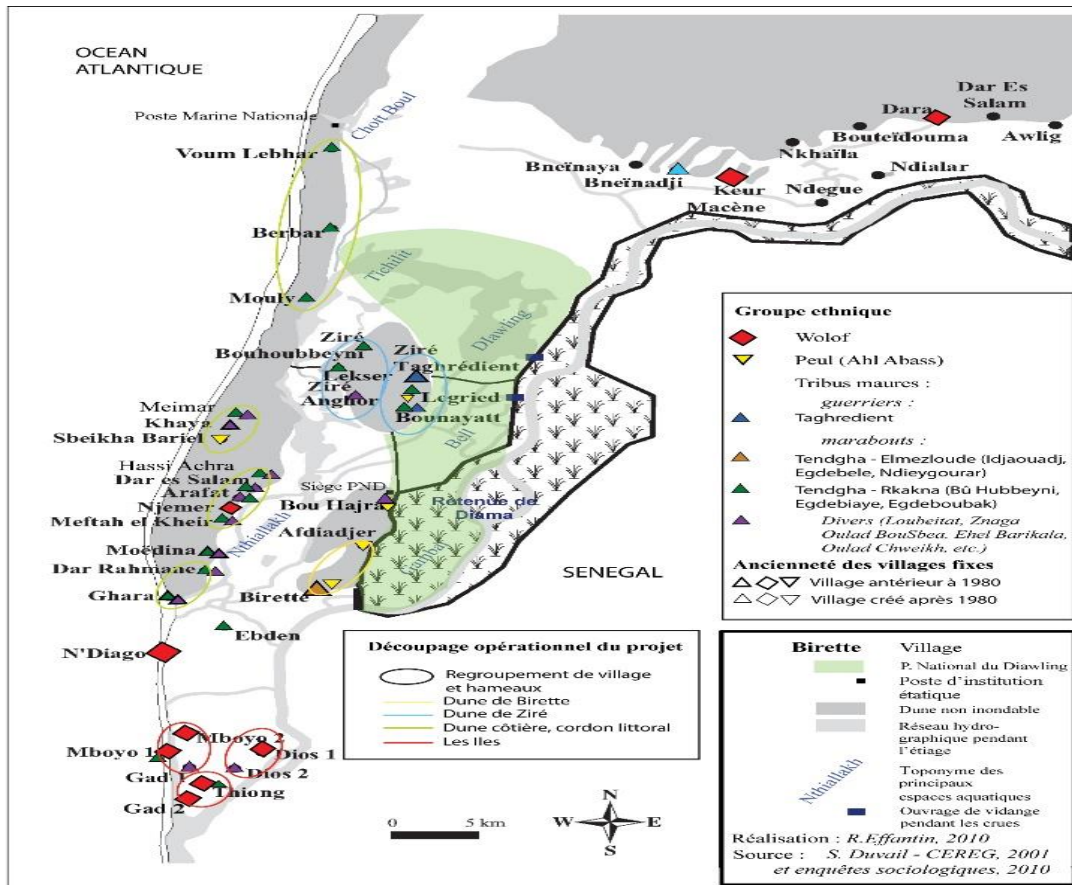 OCEAN
ATLANTIQUE
Poste Marine Nationale
Chott Boul
Voum Lebhar
Berbar
Mouly
Tichilit
Dar Es
Salam
Dara
Bouteïdouma
Awlig
Nkhaïla
Bneïnaya
Bneïnadji
Keur
Macène
Ndialar
Ndegue
Ziré
Bouhoubbeyni
Lekser
Ziré
Anghor
Ziré
Taghrédient
Legried
Bounayatt
Dlawling
Bell
Meimar
Khaya
Sbeikha Bariel
Hassi Achra
Dar es Salam
Arafat
Njemer
Meftah el Kheir
Nthiallakh
Siège PND
Bou Hajra
Retenue de
Diama
Gambar
Afdiadjer
Moëdina
Dar Rahmane
Birette
Ghara
Ebden
N'Diago
SENEGAL
Mboyo 2
Mboyo 1
Dios 1
Dios 2
Gad 1
Thiong
Gad 2
Groupe ethnique
Wolof
Peul (Ahl Abass)
Tribus maures :
guerriers :
Taghredient
marabouts :
Tendgha - Elmezloude (Idjaouadj,
Egdebele, Ndieygourar)
Tendgha - Rkakna (Bû Hubbeyni,
Egdebiaye, Egdeboubak)
Divers (Louheitat, Znaga
Oulad BouSbea, Ehel Barikala,
Oulad Chweikh, etc.)
Ancienneté des villages fixes
Village antérieur à 1980
Village créé après 1980
Découpage opérationnel du projet
Regroupement de village
et hameaux
Dune de Birette
Dune de Ziré
Dune côtière, cordon littoral
Les Iles
0 5 km
N
W E
S
Birette Village
P. National du Diawling
Poste d'institution
étatique
Dune non inondable
Réseau hydro-
graphique pendant
l'étiage
Nthiallakh
Toponyme des
principaux
espaces aquatiques
Ouvrage de vidange
pendant les crues
Réalisation : R.Effantin, 2010
Source : S. Duvail - CEREG, 2001
et enquêtes sociologiques, 2010